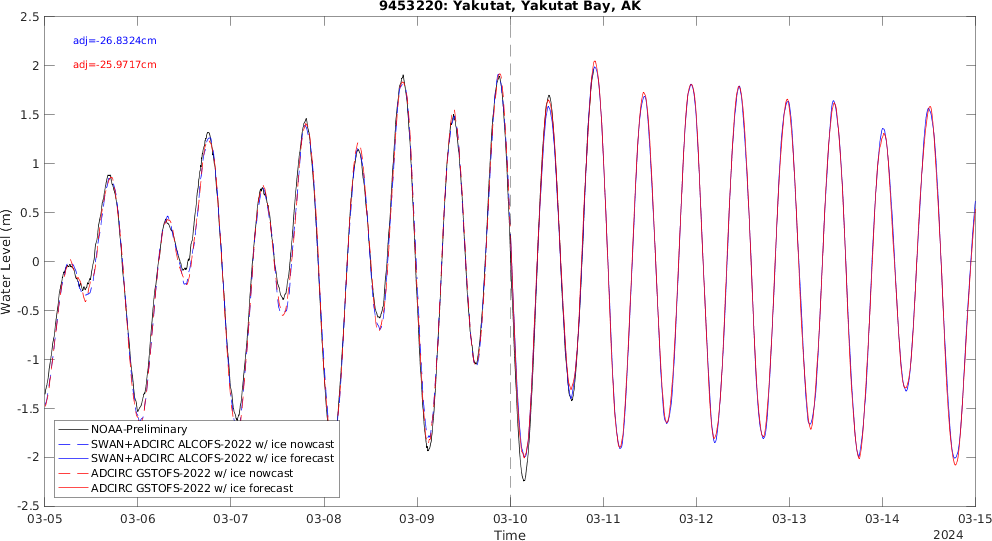 9453220: Yakutat, Yakutat Bay, AK
2.5
adj=-26.8324cm
adj=-25.9717cm
2
1.5
1
0.5
0
-0.5
-1
-1.5
-2
-2.5
Water Level (m)
NOAA-Preliminary
SWAN+ADCIRC ALCOFS-2022 w/ ice nowcast
SWAN+ADCIRC ALCOFS-2022 w/ ice forecast
ADCIRC GSTOFS-2022 w/ ice nowcast
ADCIRC GSTOFS-2022 w/ ice forecast
03-05 03-06 03-07 03-08 03-09 03-10 03-11 03-12 03-13 03-14 03-15
Time
2024